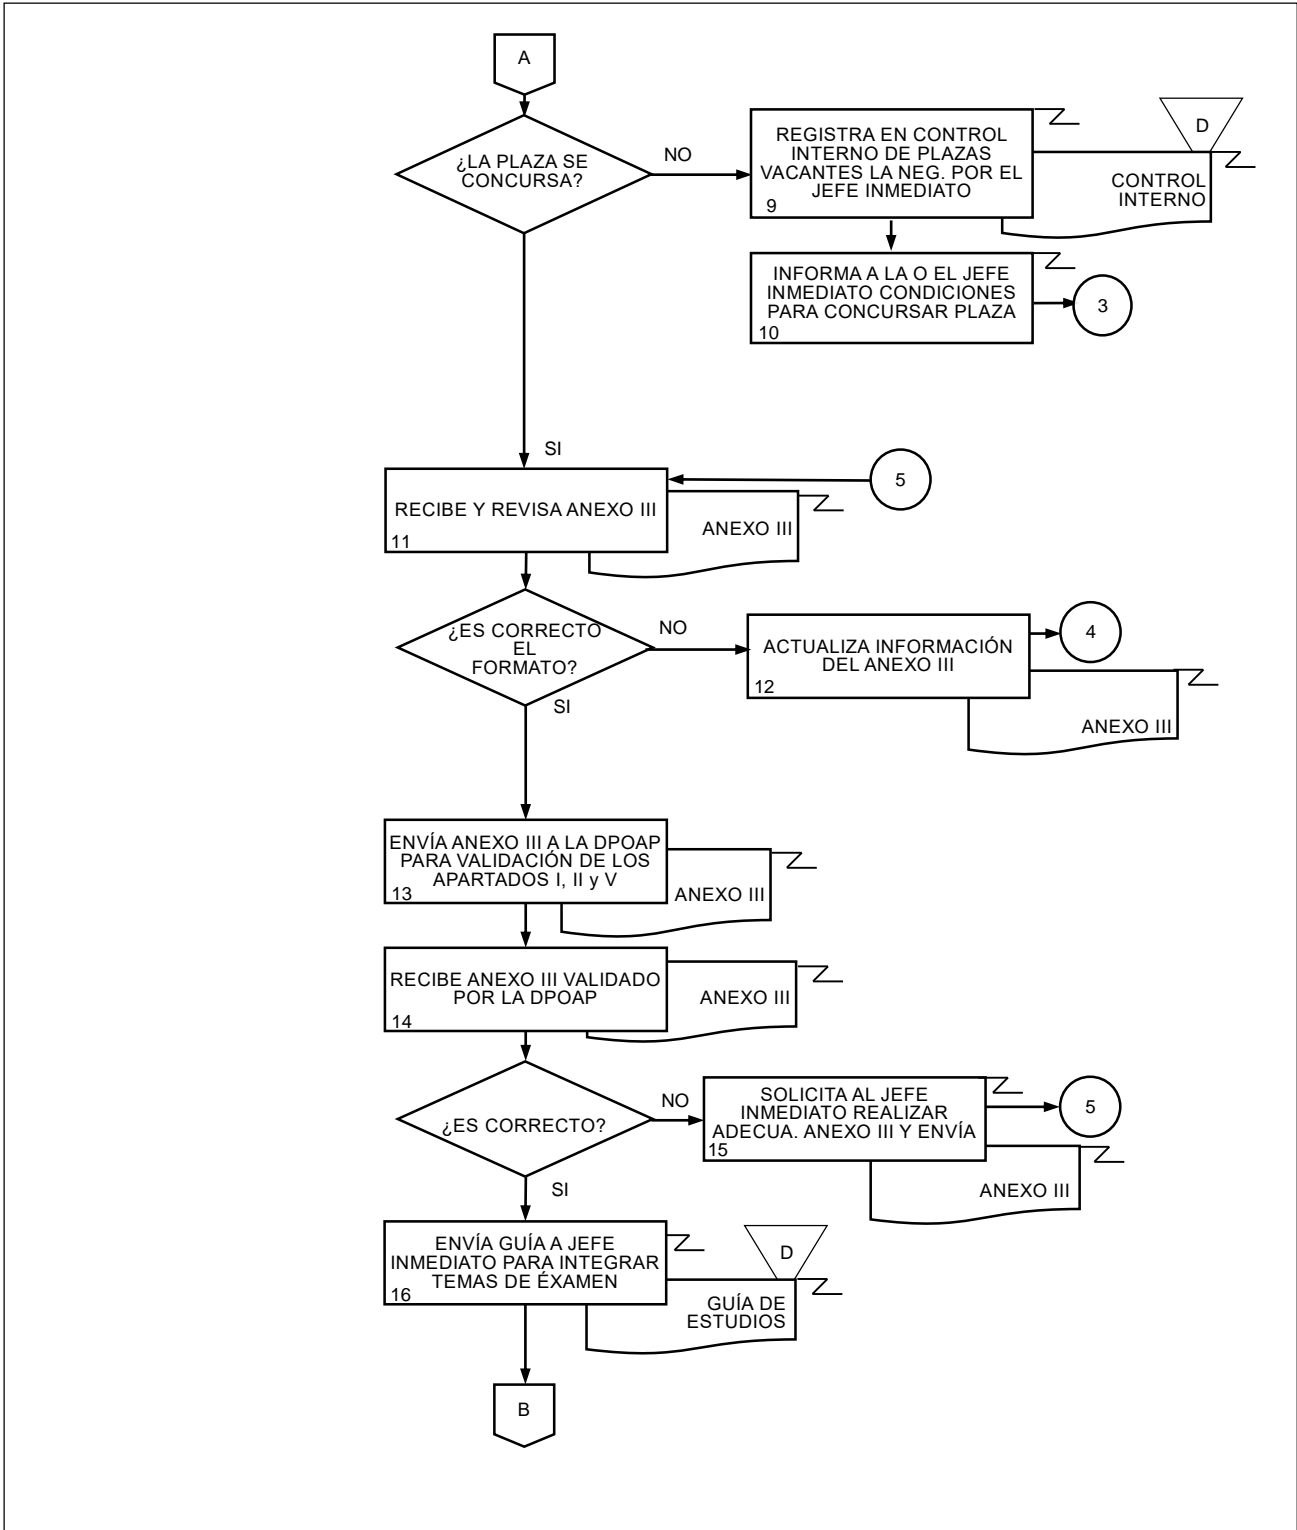 A
¿LA PLAZA SE
CONCURSA?
NO
REGISTRA EN CONTROL
INTERNO DE PLAZAS
VACANTES LA NEG. POR EL
JEFE INMEDIATO
9
D
CONTROL
INTERNO
INFORMA A LA O EL JEFE
INMEDIATO CONDICIONES
PARA CONCURSAR PLAZA
10
3
SI
RECIBE Y REVISA ANEXO III
11
ANEXO III
5
¿ES CORRECTO
EL
FORMATO?
NO
ACTUALIZA INFORMACIÓN
DEL ANEXO III
12
4
ANEXO III
SI
ENVÍA ANEXO III A LA DPOAP
PARA VALIDACIÓN DE LOS
APARTADOS I, II y V
13
ANEXO III
RECIBE ANEXO III VALIDADO
POR LA DPOAP
14
ANEXO III
¿ES CORRECTO?
NO
SOLICITA AL JEFE
INMEDIATO REALIZAR
ADECUA. ANEXO III Y ENVÍA
15
5
ANEXO III
SI
ENVÍA GUÍA A JEFE
INMEDIATO PARA INTEGRAR
TEMAS DE ÉXAMEN
16
D
GUÍA DE
ESTUDIOS
B